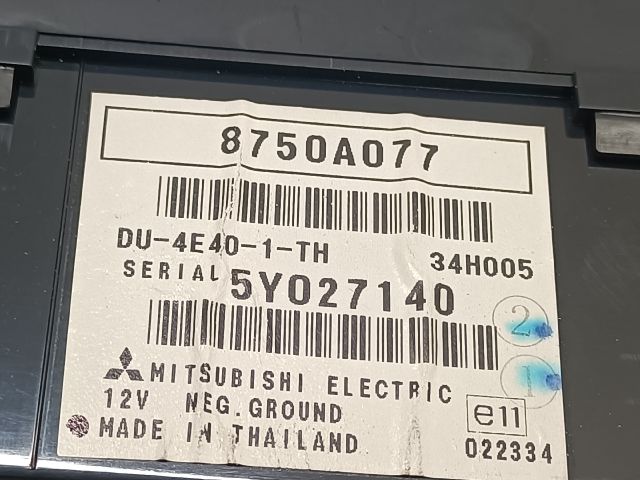 8750A077
DU-4E40-1-TH 34H005
SERIAL 5Y027140
2
1
MITSUBISHI ELECTRIC
12V NEG.GROUND e11
MADE IN THAILAND 022334